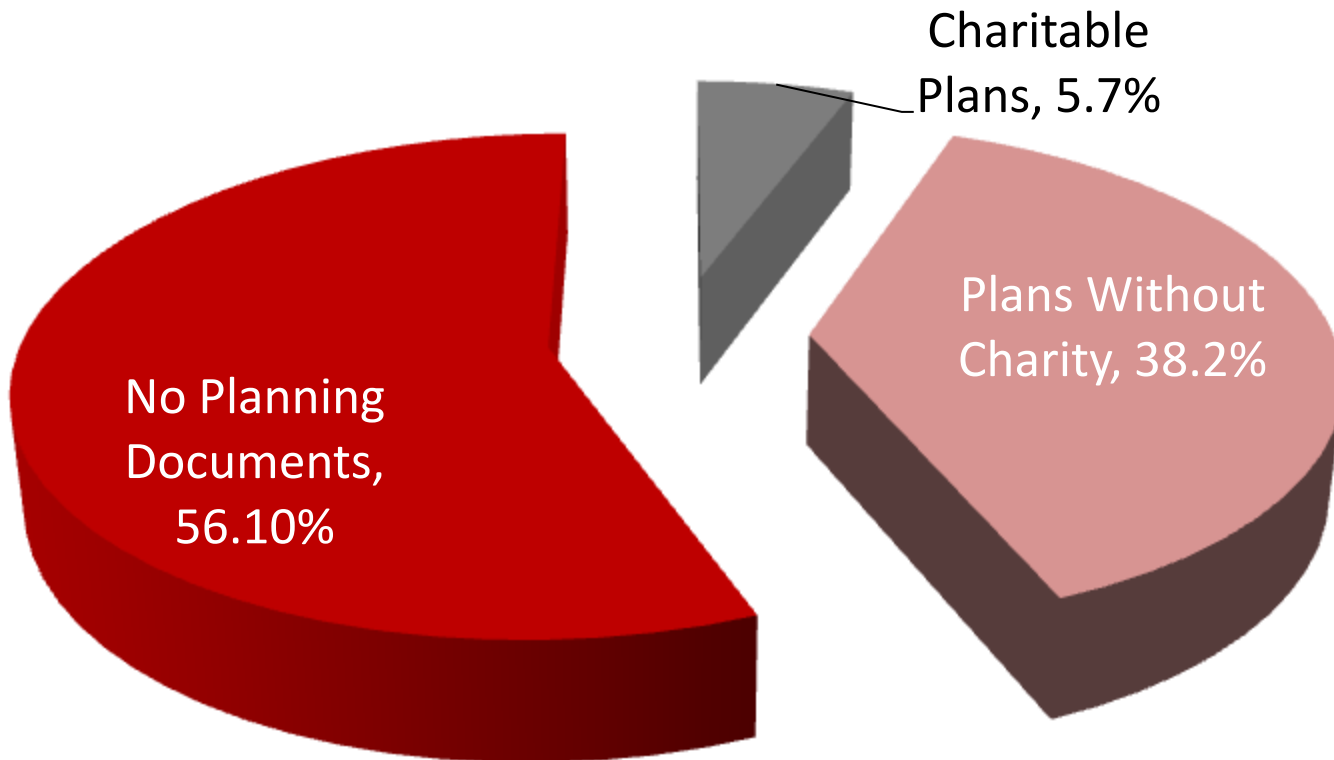 Charitable
Plans, 5.7%
Plans Without
Charity, 38.2%
No Planning
Documents,
56.10%